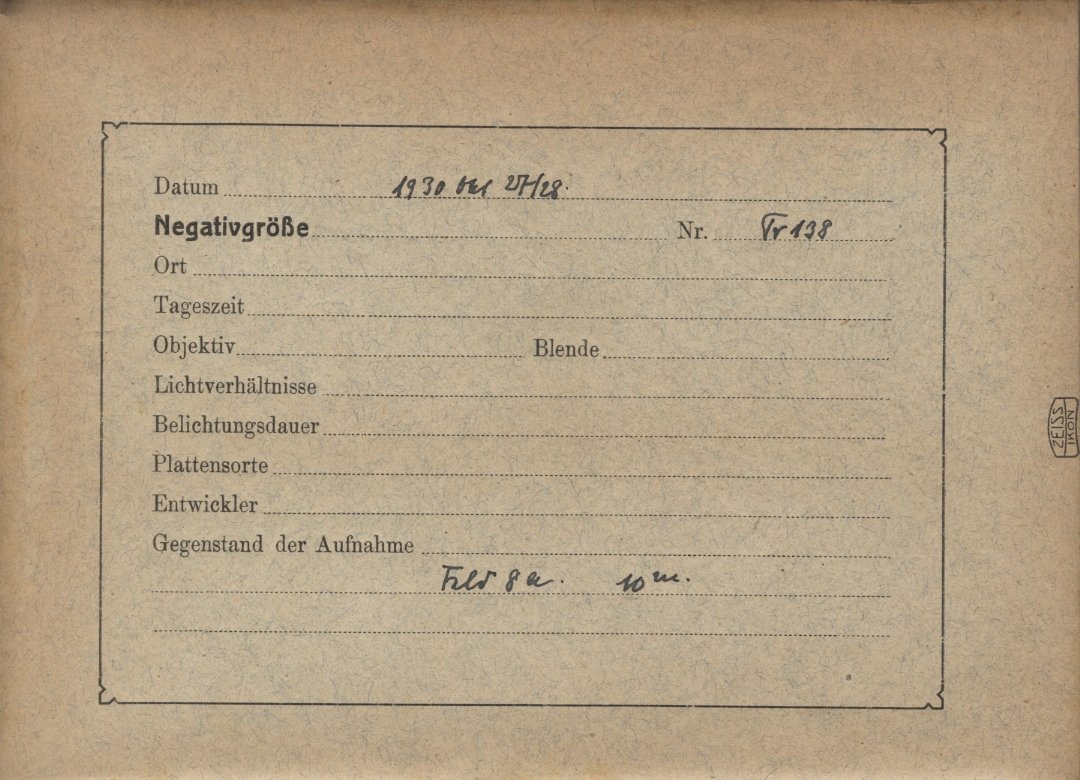 Datum 1930 Okt 27/28.
Negativgröße Nr. Tr 138
Ort
Tageszeit
Objektiv Blende
Lichtverhältnisse
Belichtungsdauer
Plattensorte
Entwickler
Gegenstand der Aufnahme
Feld 8a. 10 m.
ZEISS
IKON